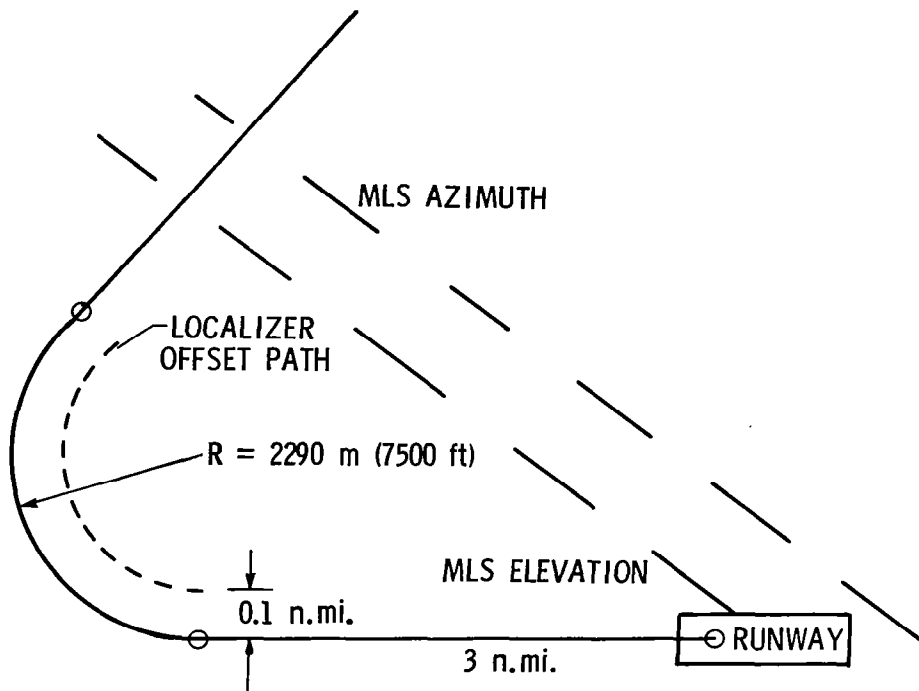 MLS AZIMUTH
LOCALIZER
OFFSET PATH
R = 2290 m (7500 ft)
MLS ELEVATION
0.1 n.mi.
RUNWAY
3 n.mi.